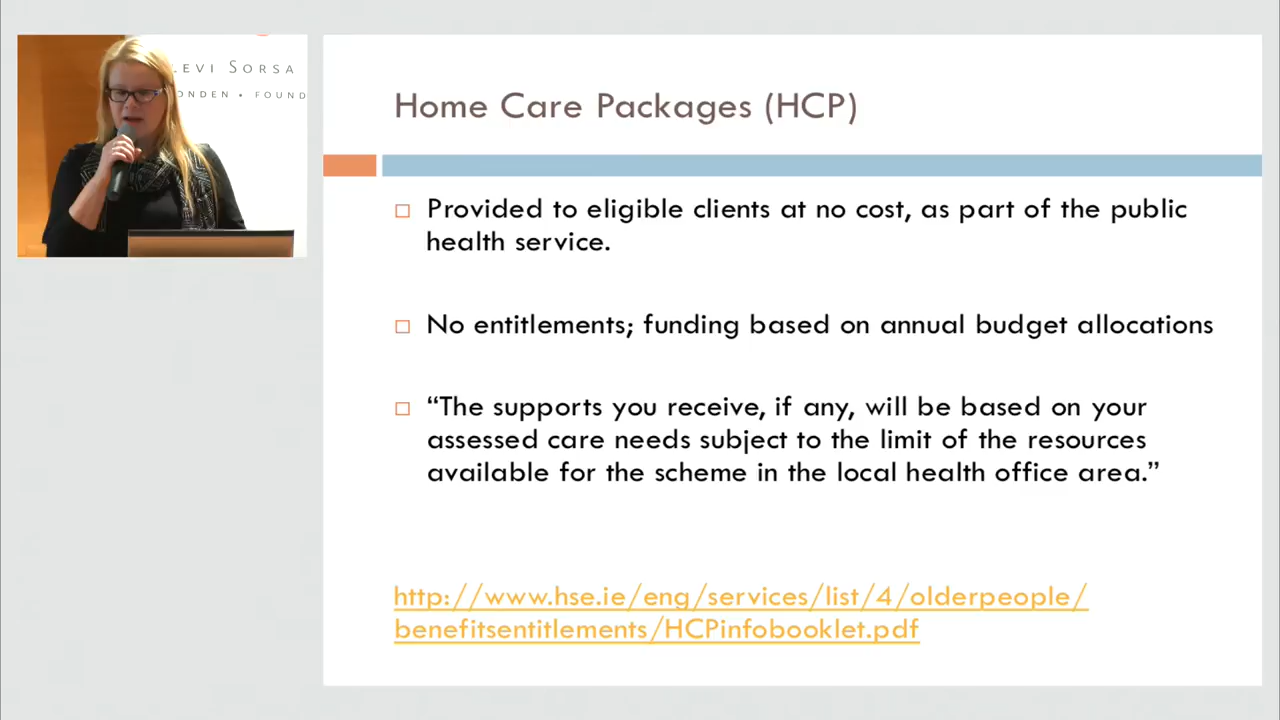 LEVI SORSA
ONDEN • FOUND
Home Care Packages (HCP)
Provided to eligible clients at no cost, as part of the public
health service.
No entitlements; funding based on annual budget allocations
“The supports you receive, if any, will be based on your
assessed care needs subject to the limit of the resources
available for the scheme in the local health office area.”
http://www.hse.ie/eng/services/list/4/olderpeople/
benefitsentitlements/HCPinfobooklet.pdf